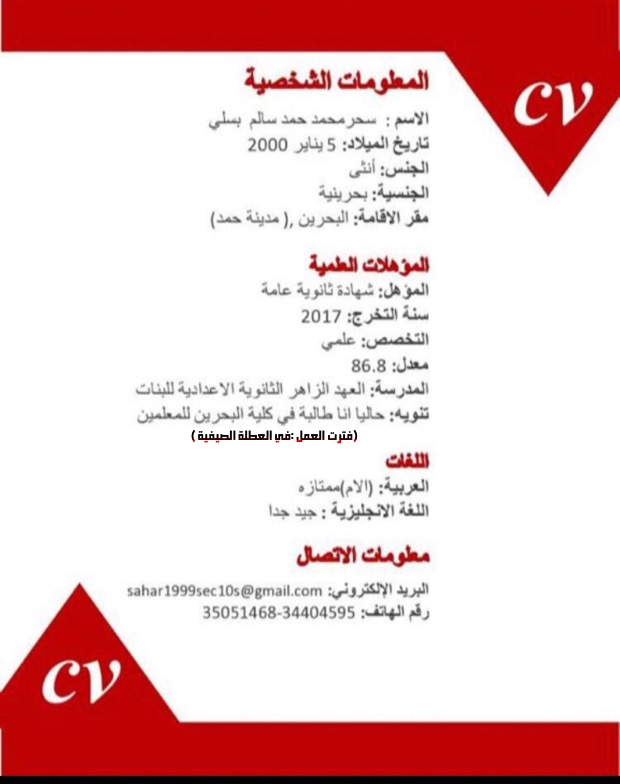 CV
المعلومات الشخصية
الاسم : سحرمحمد حمد سالم بسلي
تاريخ الميلاد: 5 يناير 2000
الجنس: أنثى
الجنسية: بحرينية
مقر الاقامة: البحرين ,( مدينة حمد)
المؤهلات العلمية
المؤهل: شهادة ثانوية عامة
سنة التخرج: 2017
التخصص: علمي
معدل: 86.8
المدرسة: العهد الزاهر الثانوية الاعدادية للبنات
تنويه: حاليا انا طالبة في كلية البحرين للمعلمين
(فترت العمل :في العطلة الصيفية )
اللغات
العربية: (الام)ممتازه
اللغة الانجليزية : جيد جدا
معلومات الاتصال
البريد الإلكتروني: sahar1999sec10s@gmail.com
رقم الهاتف: 34404595-35051468
CV